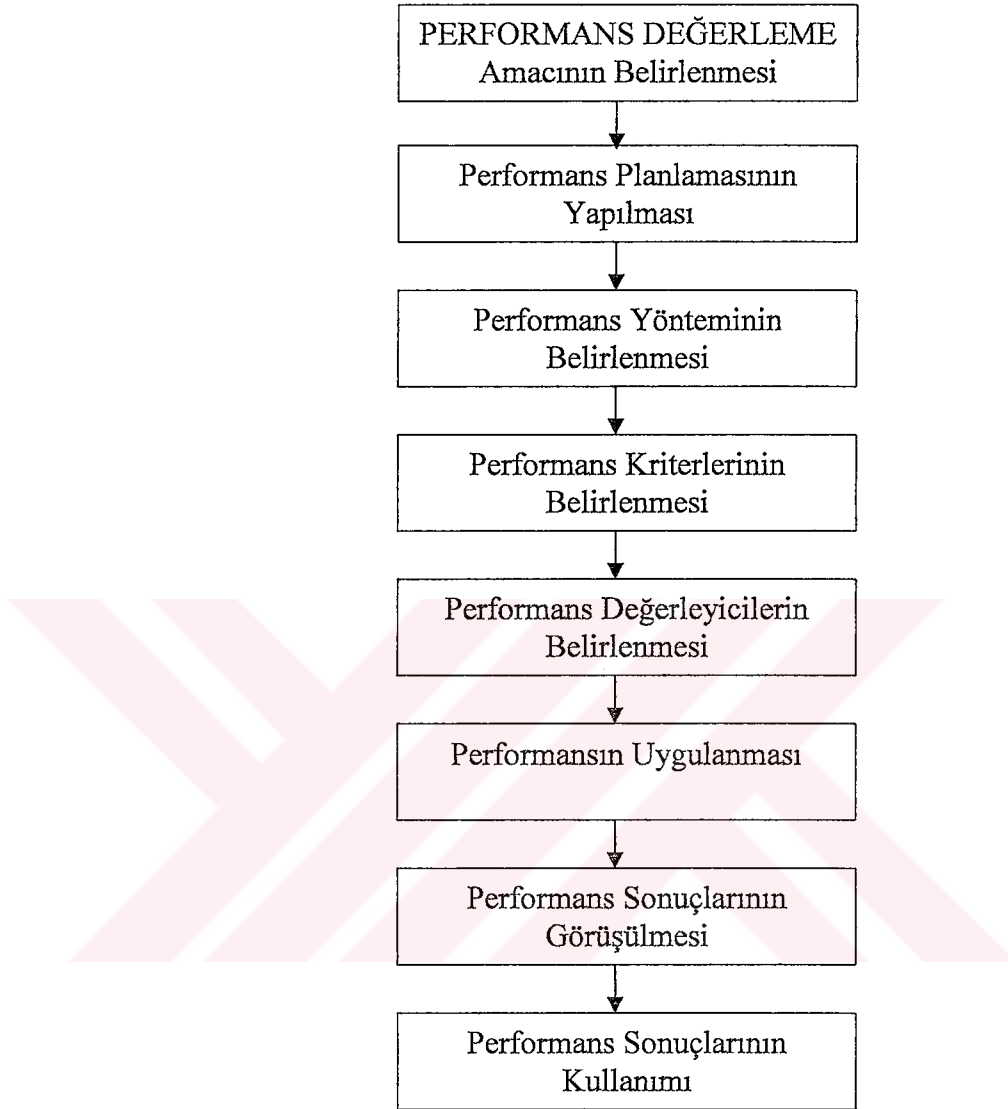 PERFORMANS DEĞERLEME
Amacının Belirlenmesi
Performans Planlamasının
Yapılması
Performans Yönteminin
Belirlenmesi
Performans Kriterlerinin
Belirlenmesi
Performans Değerleyicilerin
Belirlenmesi
Performansın Uygulanması
Performans Sonuçlarının
Görüşülmesi
Performans Sonuçlarının
Kullanımı